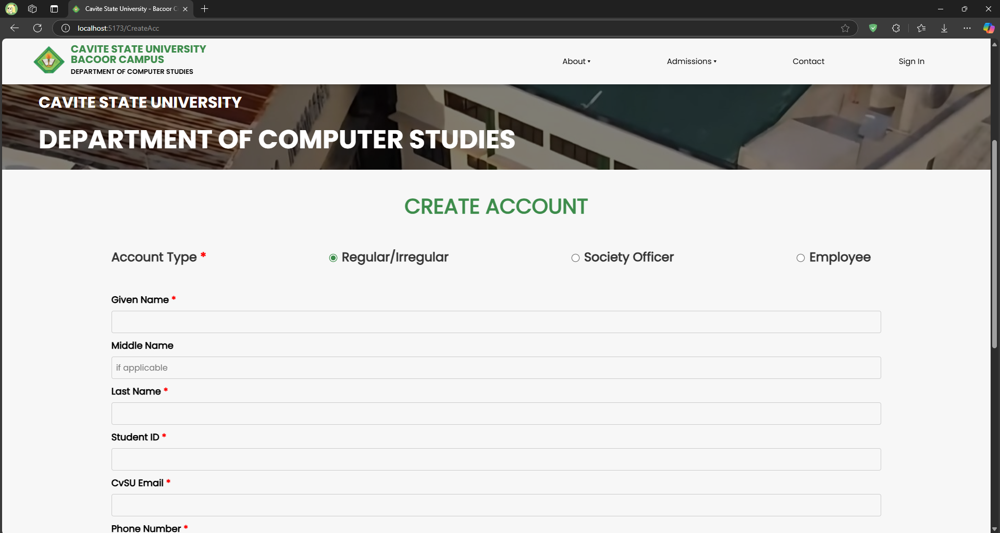 Cavite State University - Bacoor C
localhost:5173/CreateAcc
CAVITE STATE UNIVERSITY
BACOOR CAMPUS
DEPARTMENT OF COMPUTER STUDIES
About
Admissions
Contact
Sign In
CAVITE STATE UNIVERSITY
DEPARTMENT OF COMPUTER STUDIES
CREATE ACCOUNT
Account Type *
Regular/Irregular
Society Officer
Employee
Given Name *
Middle Name
if applicable
Last Name *
Student ID *
CvSU Email *
Phone Number *